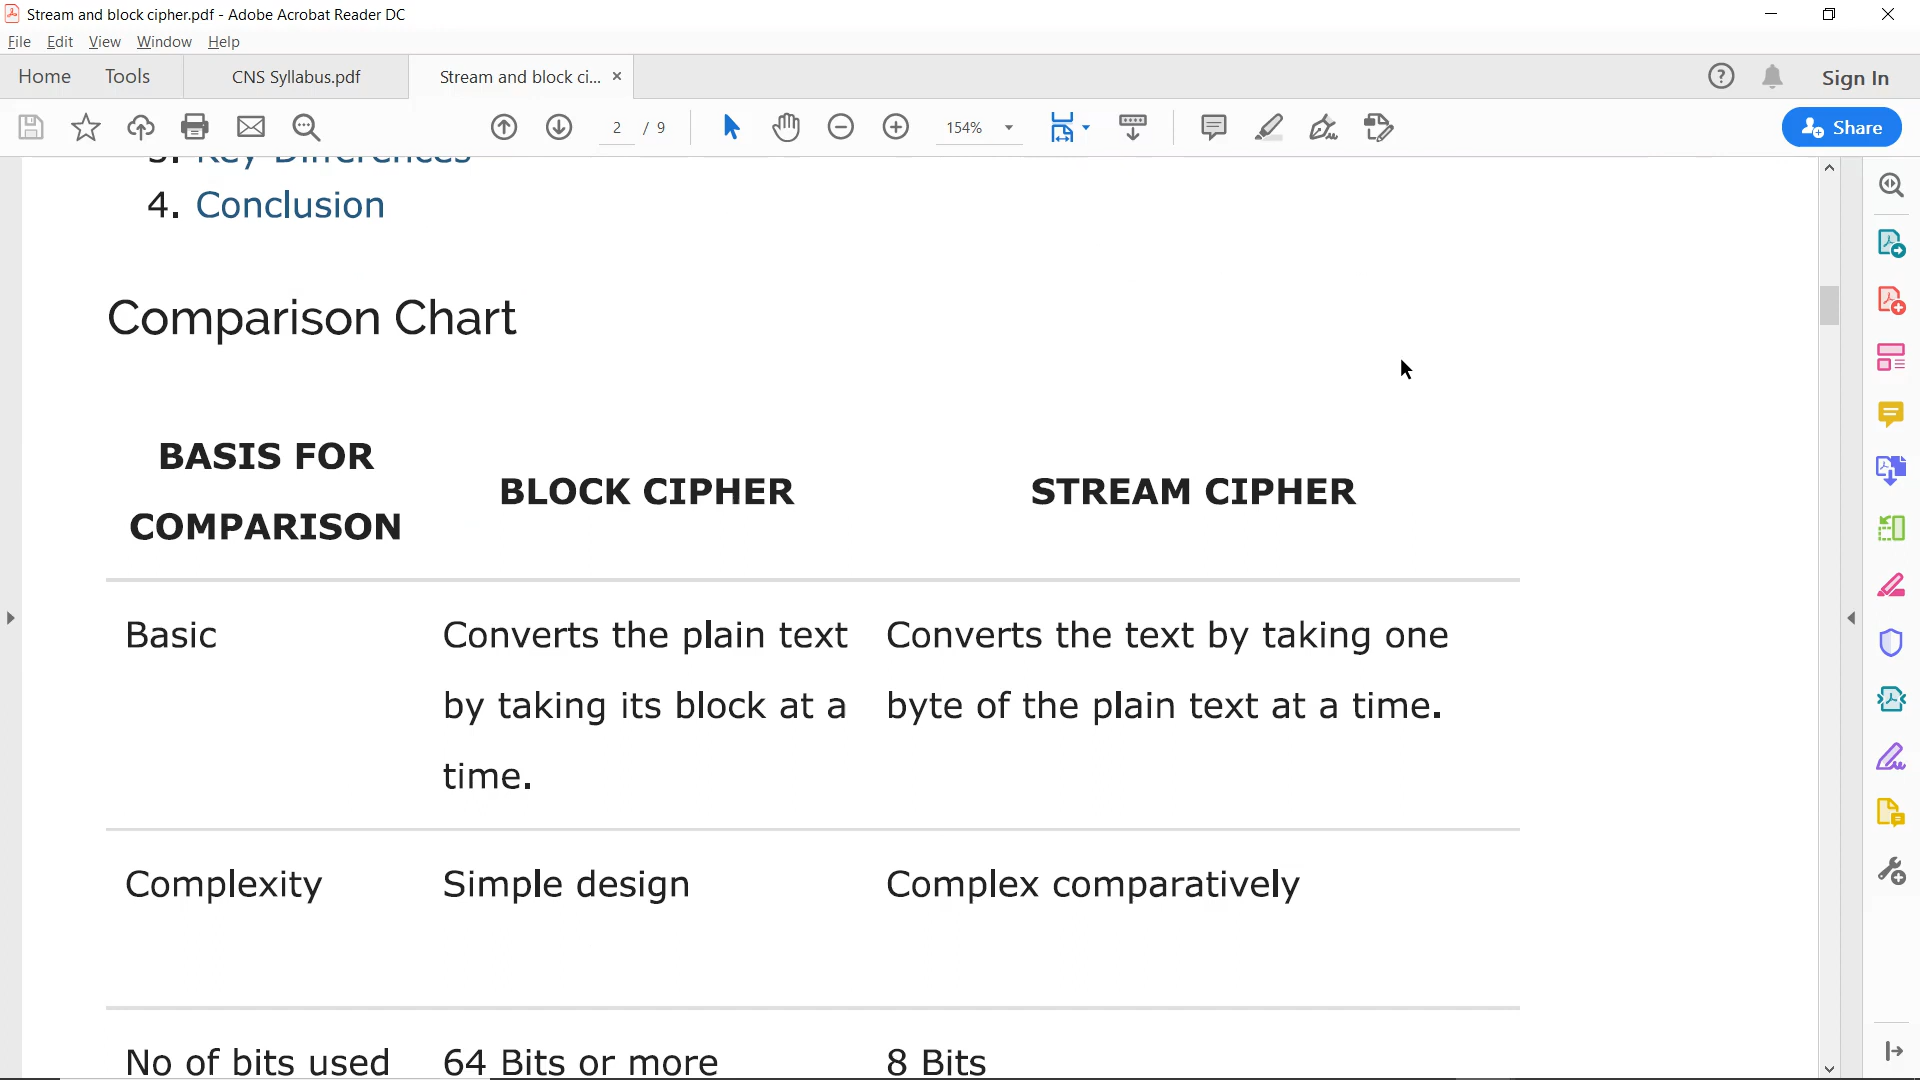 Stream and block cipher.pdf - Adobe Acrobat Reader DC
File Edit View Window Help
Home Tools CNS Syllabus.pdf Stream and block ci... × Sign In
2 / 9 154% Share
3. Key Differences
4. Conclusion
Comparison Chart
BASIS FOR
COMPARISON
BLOCK CIPHER
STREAM CIPHER
Basic
Converts the plain text
by taking its block at a
time.
Converts the text by taking one
byte of the plain text at a time.
Complexity
Simple design
Complex comparatively
No of bits used
64 Bits or more
8 Bits